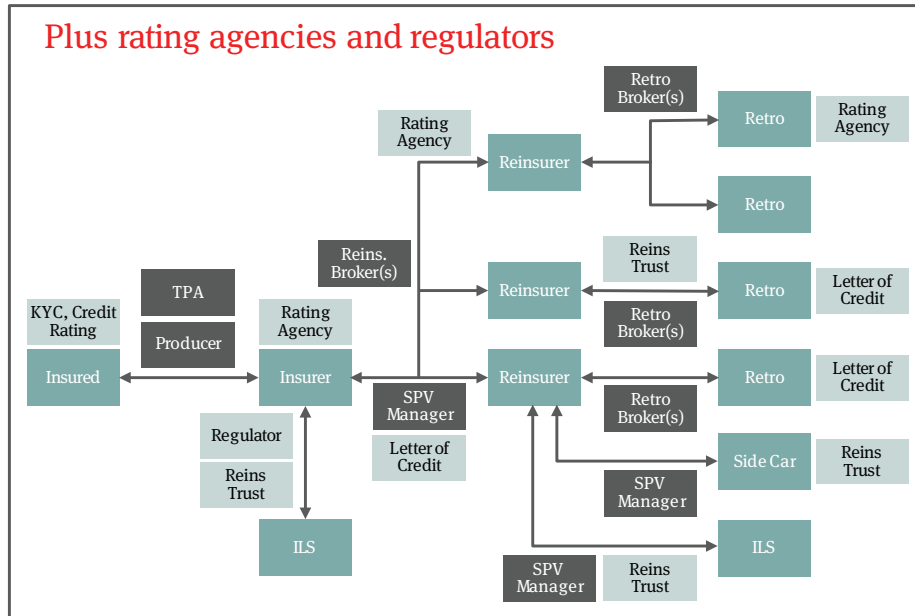 Plus rating agencies and regulators
Retro
Broker(s)
Retro
Rating
Agency
Rating
Agency
Reinsurer
Retro
Reins.
Broker(s)
Reins
Trust
TPA
Reinsurer
Retro
Letter of
Credit
KYC, Credit
Rating
Producer
Rating
Agency
Retro
Broker(s)
Insured
Insurer
Reinsurer
Retro
Letter of
Credit
SPV
Manager
Retro
Broker(s)
Regulator
Letter of
Credit
Reins
Trust
Side Car
Reins
Trust
SPV
Manager
ILS
SPV
Manager
Reins
Trust
ILS